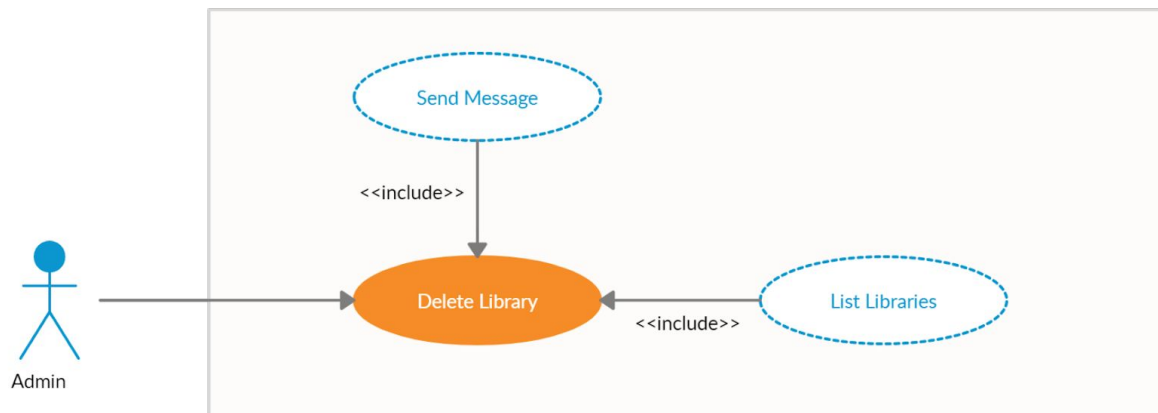 Send Message
<<include>>
Delete Library
List Libraries
<<include>>
Admin